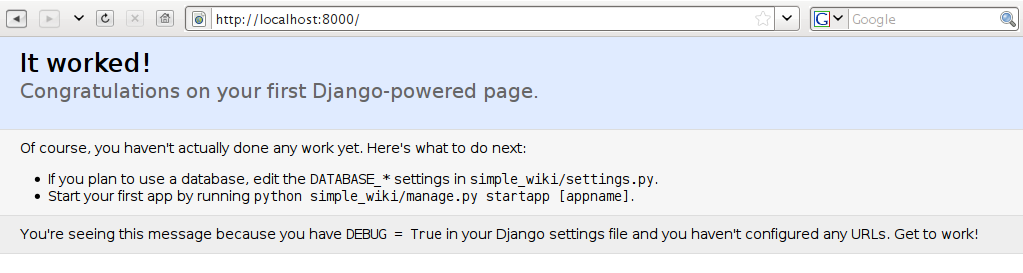 http://localhost:8000/
Google
It worked!
Congratulations on your first Django-powered page.
Of course, you haven't actually done any work yet. Here's what to do next:
• If you plan to use a database, edit the DATABASE_* settings in simple_wiki/settings.py.
• Start your first app by running python simple_wiki/manage.py startapp [appname].
You're seeing this message because you have DEBUG = True in your Django settings file and you haven't configured any URLs. Get to work!